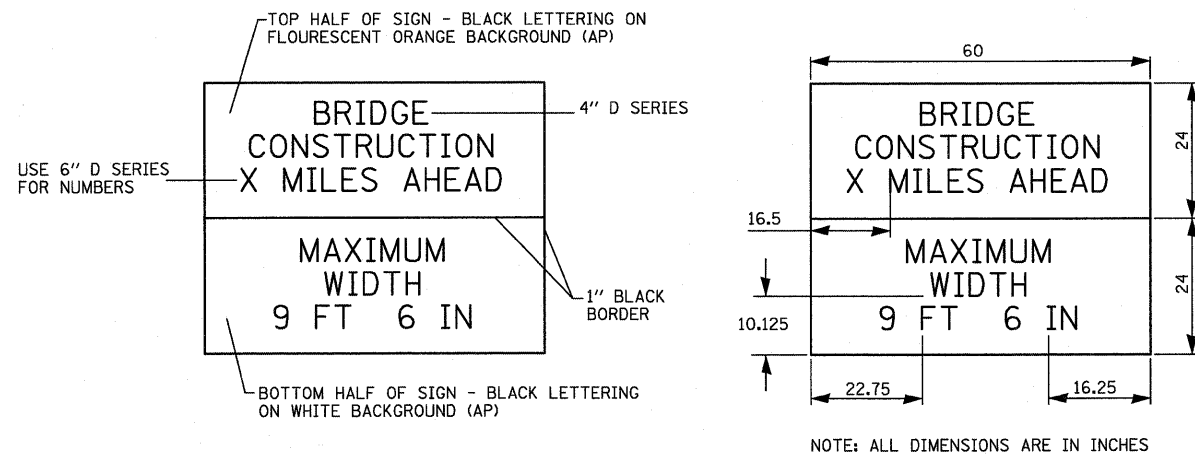 TOP HALF OF SIGN - BLACK LETTERING ON
FLOURESCENT ORANGE BACKGROUND (AP)
BRIDGE
CONSTRUCTION
X MILES AHEAD
4" D SERIES
USE 6" D SERIES
FOR NUMBERS
MAXIMUM
WIDTH
9 FT 6 IN
1" BLACK
BORDER
BOTTOM HALF OF SIGN - BLACK LETTERING
ON WHITE BACKGROUND (AP)
60
BRIDGE
CONSTRUCTION
X MILES AHEAD
24
16.5
MAXIMUM
WIDTH
9 FT 6 IN
24
10.125
22.75
16.25
NOTE: ALL DIMENSIONS ARE IN INCHES